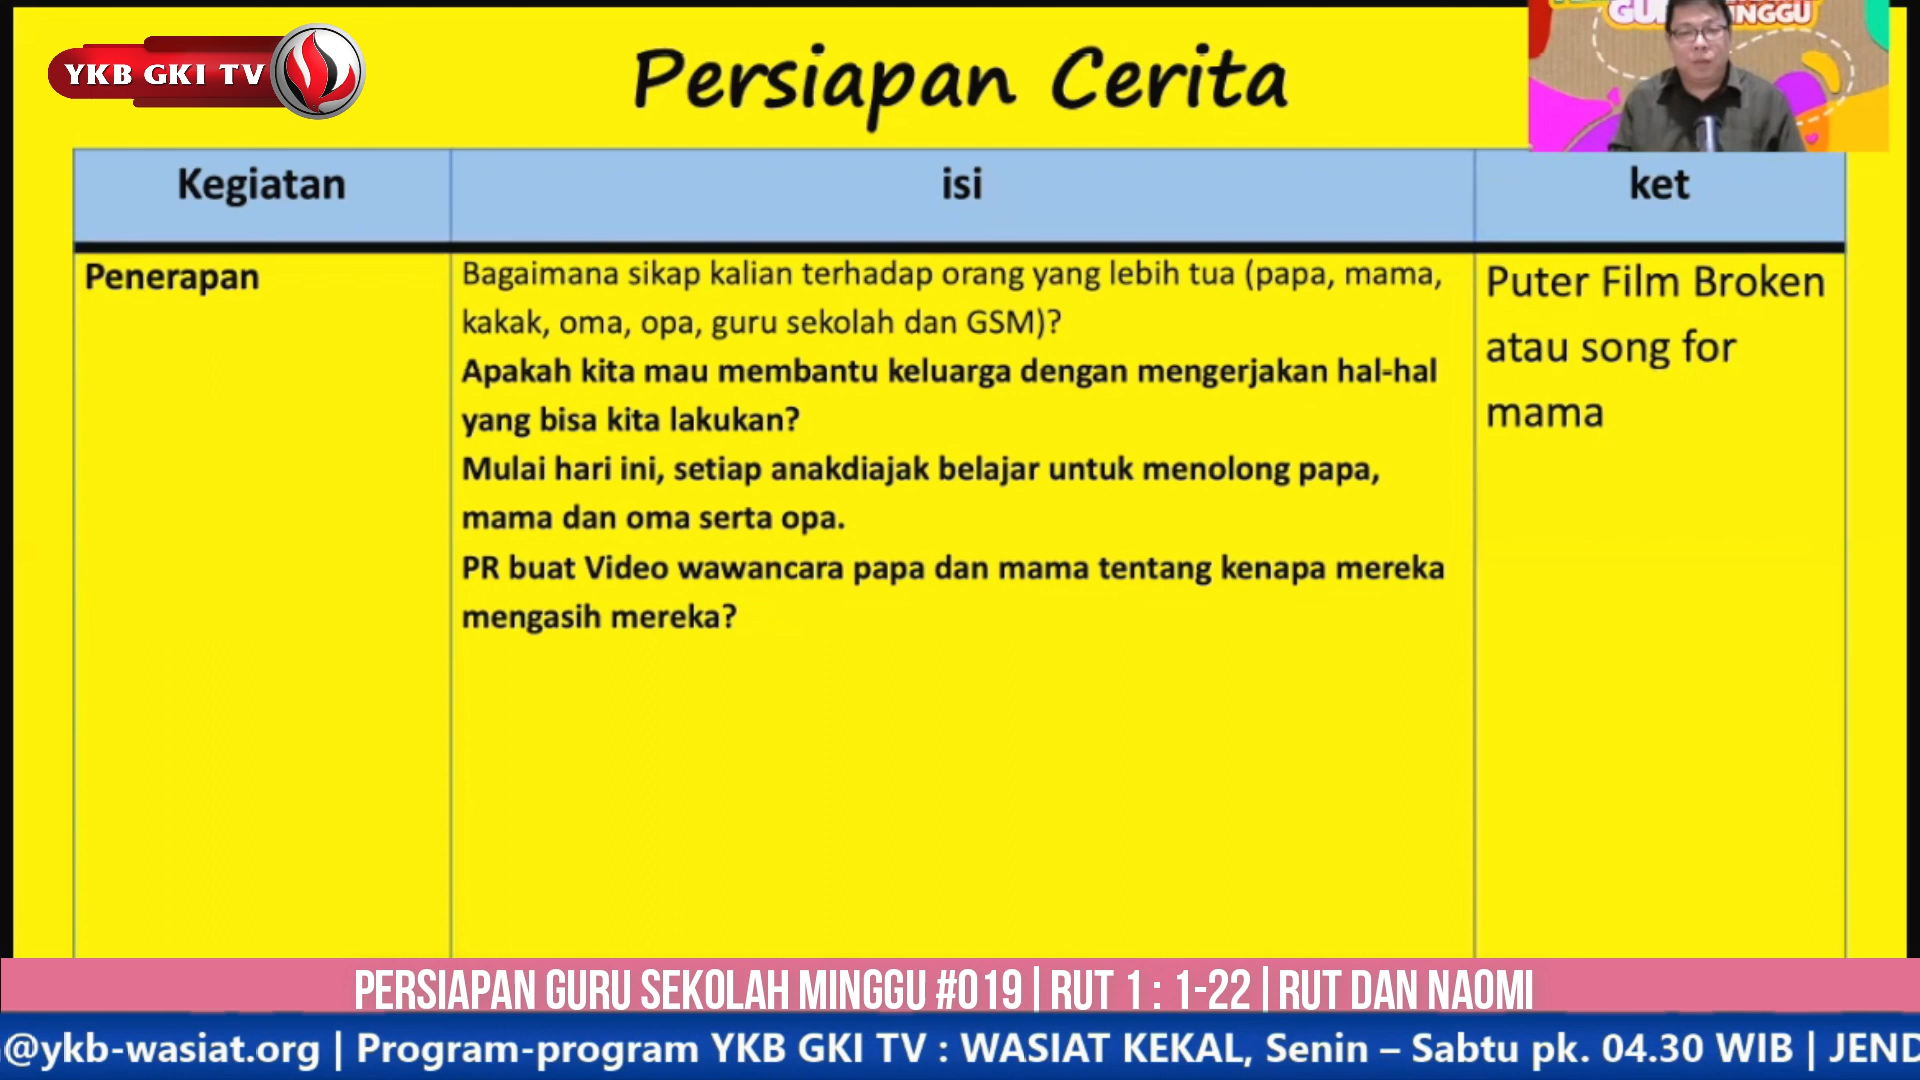 YKB GKI TV
Persiapan Cerita
Kegiatan
isi
ket
Penerapan
Bagaimana sikap kalian terhadap orang yang lebih tua (papa, mama,
kakak, oma, opa, guru sekolah dan GSM)?
Apakah kita mau membantu keluarga dengan mengerjakan hal-hal
yang bisa kita lakukan?
Mulai hari ini, setiap anakdiajak belajar untuk menolong papa,
mama dan oma serta opa.
PR buat Video wawancara papa dan mama tentang kenapa mereka
mengasih mereka?
Puter Film Broken
atau song for
mama
PERSIAPAN GURU SEKOLAH MINGGU #019 | RUT 1 : 1-22 | RUT DAN NAOMI
@ykb-wasiat.org | Program-program YKB GKI TV : WASIAT KEKAL, Senin – Sabtu pk. 04.30 WIB | JEND